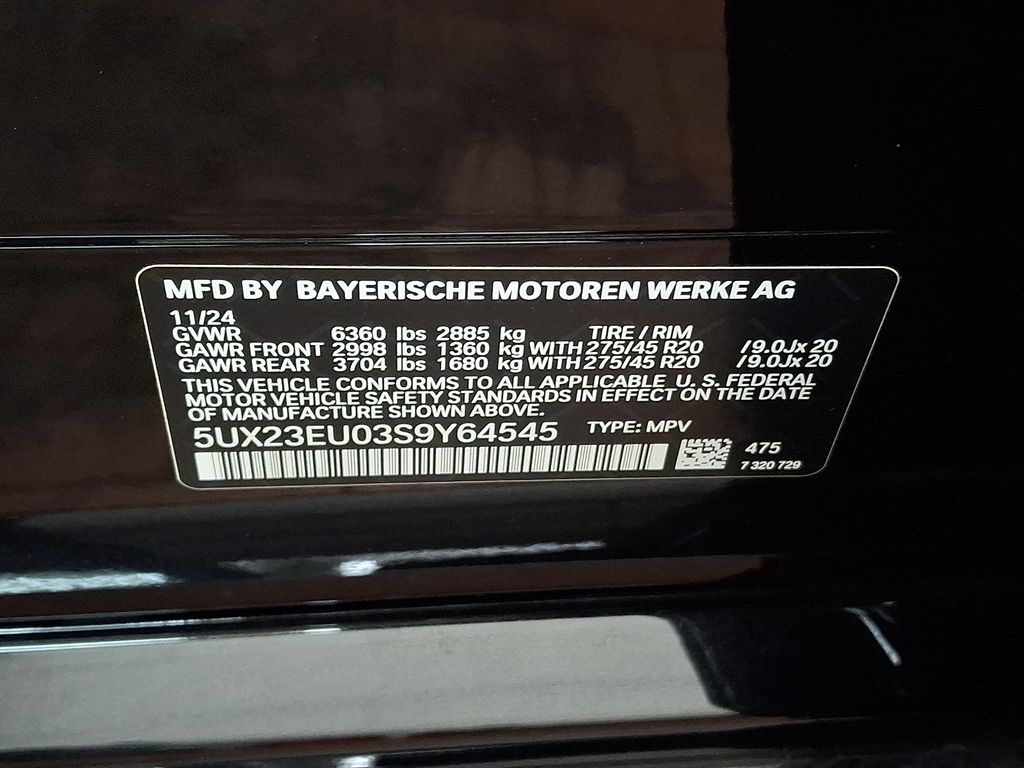 MFD BY BAYERISCHE MOTOREN WERKE AG
11/24
GVWR 6360 lbs 2885 kg TIRE / RIM
GAWR FRONT 2998 lbs 1360 kg WITH 275/45 R20 /9.0Jx 20
GAWR REAR 3704 lbs 1680 kg WITH 275/45 R20 /9.0Jx 20
THIS VEHICLE CONFORMS TO ALL APPLICABLE U. S. FEDERAL
MOTOR VEHICLE SAFETY STANDARDS IN EFFECT ON THE DATE
OF MANUFACTURE SHOWN ABOVE.
5UX23EU03S9Y64545 TYPE: MPV
475
7 320 729